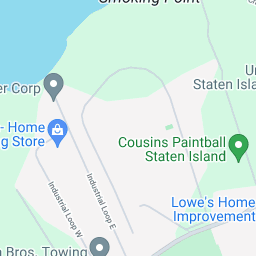 Smoking Point
Un
Staten Isla
er Corp
- Home
g Store
Cousins Paintball
Staten Island
Industrial Loop W
Industrial Loop E
Lowe's Home
Improvement
n Bros. Towing